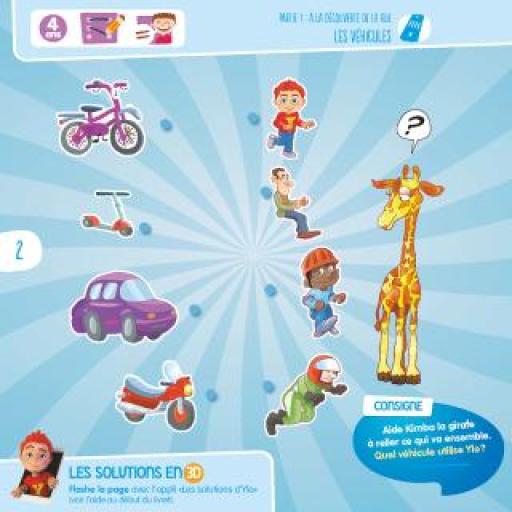 4
ans
PARTIE 1 : A LA DÉCOUVERTE DE LA RUE
LES VÉHICULES
?
2
CONSIGNE
Aide Kimba la girafe
à relier ce qui va ensemble.
Quel véhicule utilise Ylo?
LES SOLUTIONS EN 3D
Flashe la page avec l'appli «Les solutions d'Ylo»
(voir l'aide au début du livret).